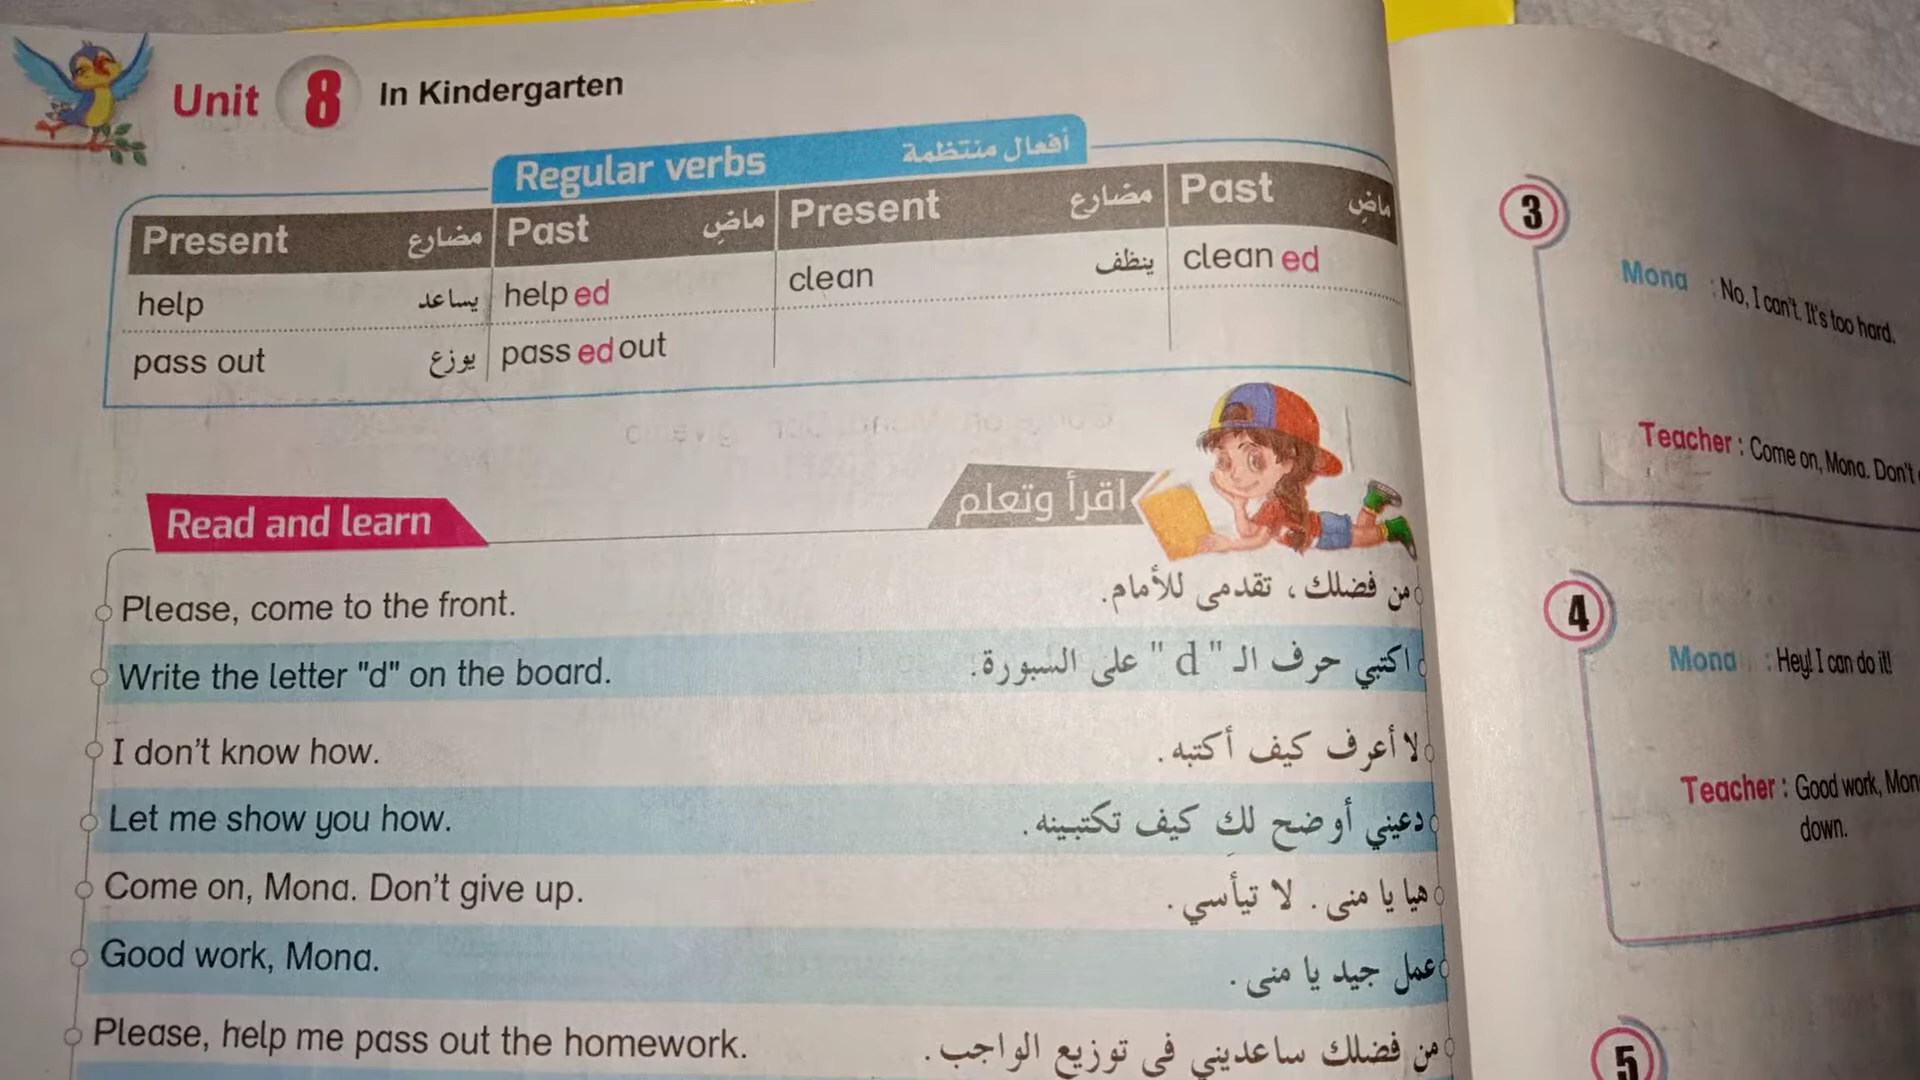 Unit 8 In Kindergarten
Regular verbs أفعال منتظمة
Present مضارع Past ماضٍ Present مضارع Past ماضٍ
help يساعد helped clean ينظف cleaned
pass out يوزع passed out
Read and learn اقرأ وتعلم
Please, come to the front. من فضلك ، تقدمى للأمام.
Write the letter "d" on the board. اكتبي حرف الـ "d" على السبورة.
I don't know how. لا أعرف كيف أكتبه.
Let me show you how. دعيني أوضح لكِ كيف تكتبينه.
Come on, Mona. Don't give up. هيا يا منى. لا تيأسي.
Good work, Mona. عمل جيد يا منى.
Please, help me pass out the homework. من فضلك ساعديني فى توزيع الواجب.
3
Mona : No, I can't. It's too hard.
Teacher : Come on, Mona. Don't
4
Mona : Hey! I can do it!
Teacher : Good work, Mon
down.
5